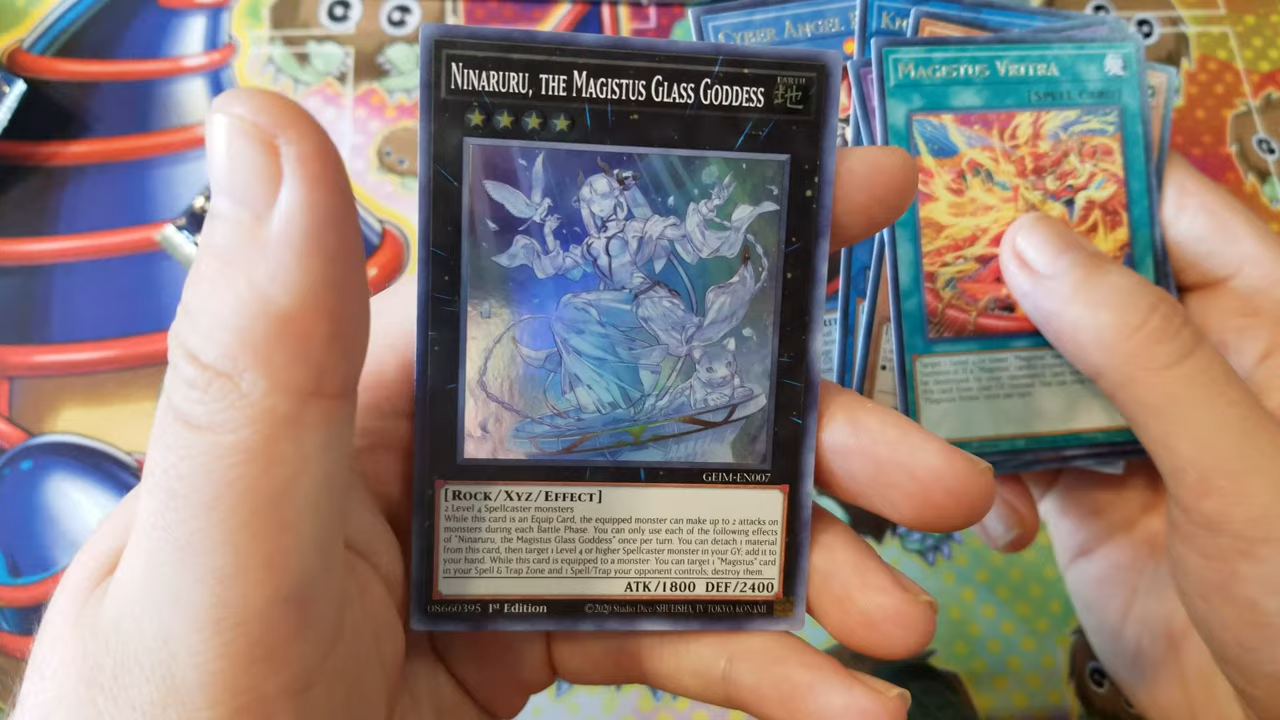 NINARURU, THE MAGISTUS GLASS GODDESS
EARTH
地
GEIM-EN007
[ROCK/XYZ/EFFECT]
2 Level 4 Spellcaster monsters
While this card is an Equip Card, the equipped monster can make up to 2 attacks on
monsters during each Battle Phase. You can only use each of the following effects
of "Ninaruru, the Magistus Glass Goddess" once per turn. You can detach 1 material
from this card, then target 1 Level 4 or higher Spellcaster monster in your GY; add it to
your hand. While this card is equipped to a monster: You can target 1 "Magistus" card
in your Spell & Trap Zone and 1 Spell/Trap your opponent controls; destroy them.
ATK/1800 DEF/2400
08660395 1st Edition ©2020 Studio Dice/SHUEISHA, TV TOKYO, KONAMI
CYBER ANGEL
KN
MAGISTUS VRITRA
[SPELL CARD]